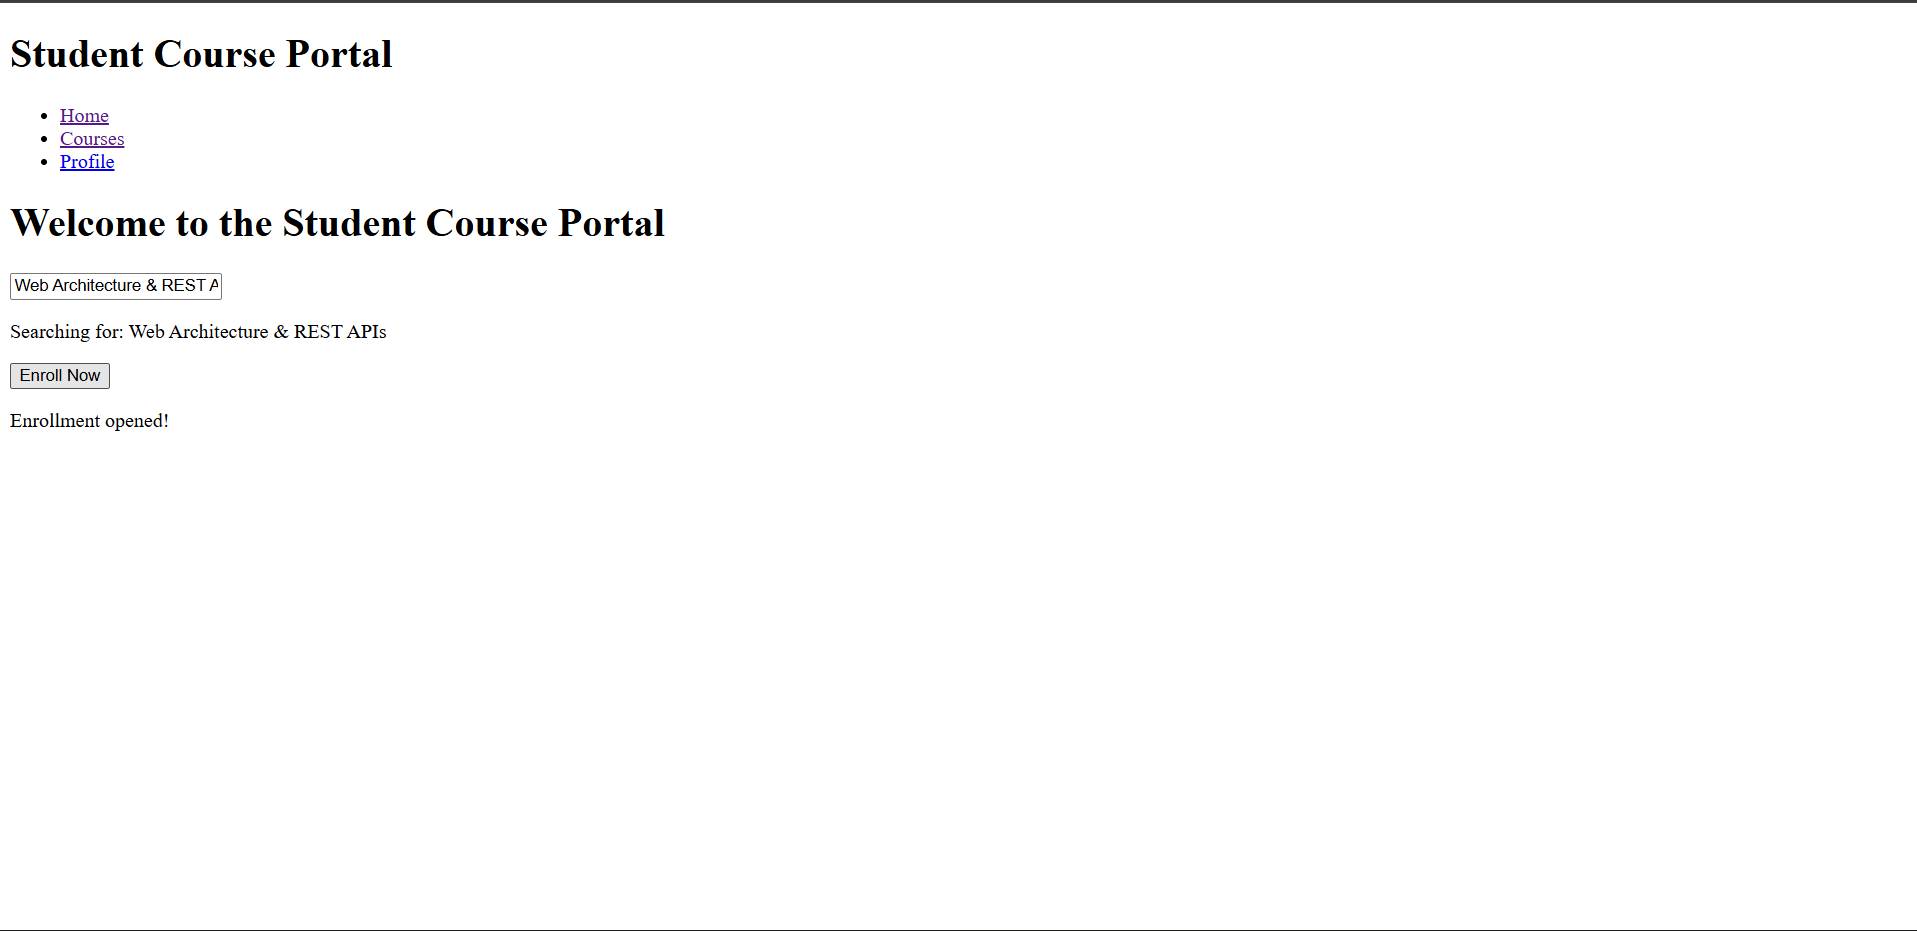 Student Course Portal
Home
Courses
Profile
Welcome to the Student Course Portal
Web Architecture & REST A
Searching for: Web Architecture & REST APIs
Enroll Now
Enrollment opened!